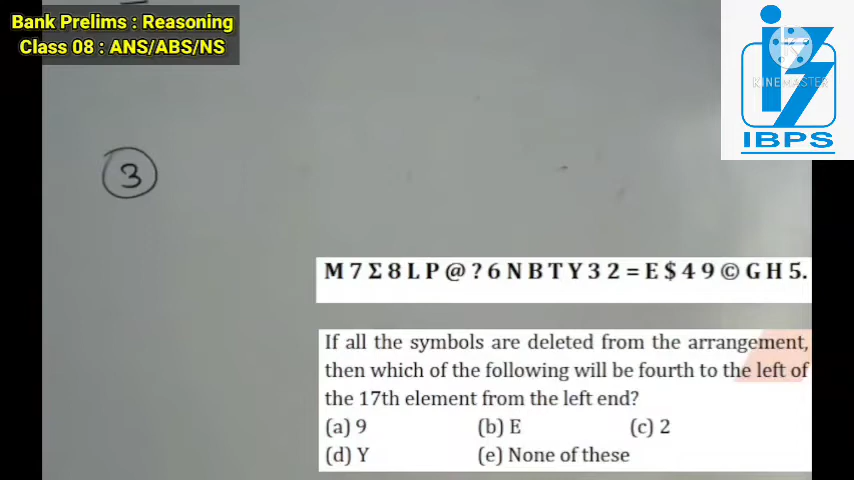 Bank Prelims : Reasoning
Class 08 : ANS/ABS/NS
KINEMASTER
IBPS
3
M 7 Σ 8 L P @ ? 6 N B T Y 3 2 = E $ 4 9 © G H 5.
If all the symbols are deleted from the arrangement,
then which of the following will be fourth to the left of
the 17th element from the left end?
(a) 9 (b) E (c) 2
(d) Y (e) None of these